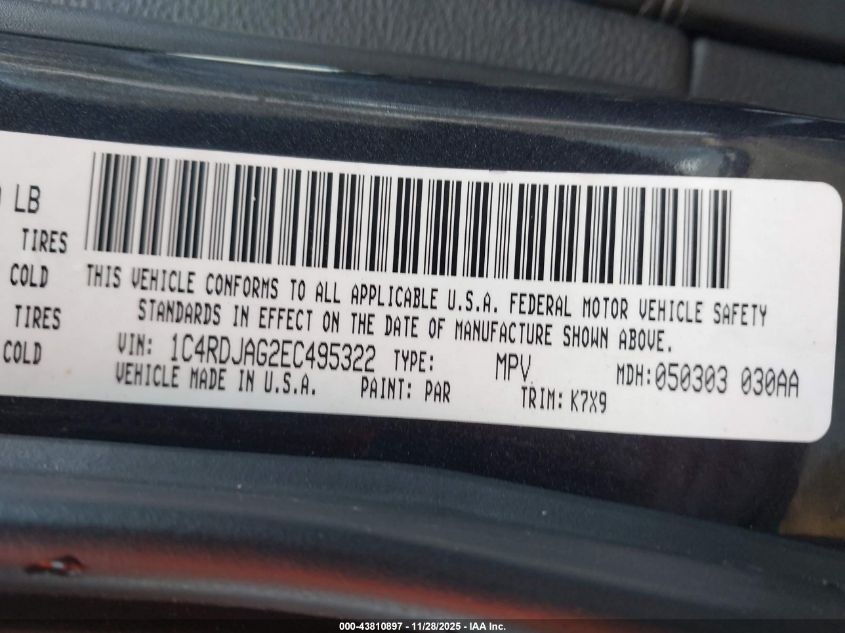 LB
TIRES
COLD
TIRES
COLD
THIS VEHICLE CONFORMS TO ALL APPLICABLE U.S.A. FEDERAL MOTOR VEHICLE SAFETY
STANDARDS IN EFFECT ON THE DATE OF MANUFACTURE SHOWN ABOVE.
VIN: 1C4RDJAG2EC495322 TYPE: MPV MDH:050303 030AA
VEHICLE MADE IN U.S.A. PAINT: PAR TRIM: K7X9
000-43810897 - 11/28/2025 - IAA Inc.